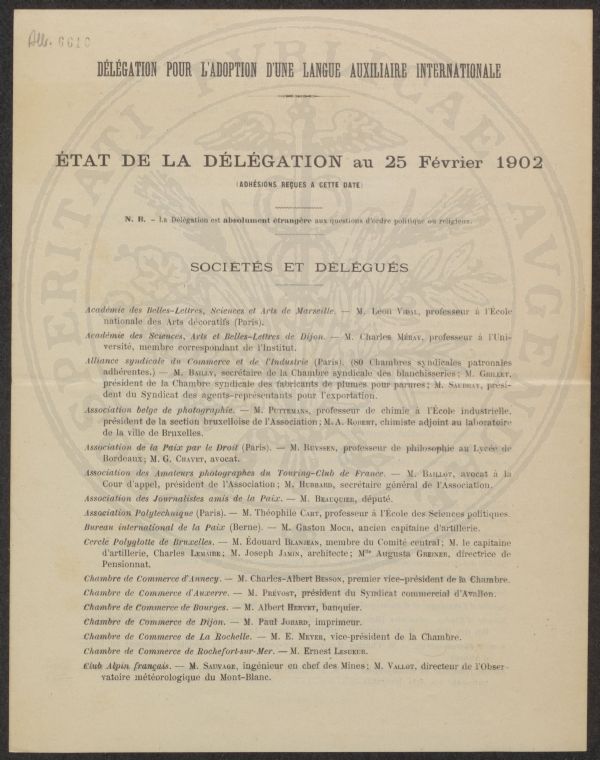 Alb. 6610
DÉLÉGATION POUR L'ADOPTION D'UNE LANGUE AUXILIAIRE INTERNATIONALE
ÉTAT DE LA DÉLÉGATION au 25 Février 1902
(ADHÉSIONS REÇUES A CETTE DATE)
N. B. – La Délégation est absolument étrangère aux questions d'ordre politique ou religieux.
SOCIÉTÉS ET DÉLÉGUÉS
Académie des Belles-Lettres, Sciences et Arts de Marseille. — M. Léon VIDAL, professeur à l'École
nationale des Arts décoratifs (Paris).
Académie des Sciences, Arts et Belles-Lettres de Dijon. — M. Charles MÉRAY, professeur à l'Uni-
versité, membre correspondant de l'Institut.
Alliance syndicale du Commerce et de l'Industrie (Paris). (80 Chambres syndicales patronales
adhérentes.) — M. BAILLY, secrétaire de la Chambre syndicale des blanchisseries; M. GRILLET,
président de la Chambre syndicale des fabricants de plumes pour parures; M. SAUDRAY, prési-
dent du Syndicat des agents-représentants pour l'exportation.
Association belge de photographie. — M. PUTTEMANS, professeur de chimie à l'École industrielle,
président de la section bruxelloise de l'Association; M. A. ROBERT, chimiste adjoint au laboratoire
de la ville de Bruxelles.
Association de la Paix par le Droit (Paris). — M. RUYSSEN, professeur de philosophie au Lycée de
Bordeaux; M. G. CHAVET, avocat.
Association des Amateurs photographes du Touring-Club de France. — M. BAILLOT, avocat à la
Cour d'appel, président de l'Association; M. HUBBARD, secrétaire général de l'Association.
Association des Journalistes amis de la Paix. — M. BEAUQUIER, député.
Association Polytechnique (Paris). — M. Théophile CART, professeur à l'École des Sciences politiques.
Bureau international de la Paix (Berne). — M. Gaston MOCH, ancien capitaine d'artillerie.
Cercle Polyglotte de Bruxelles. — M. Édouard BLANJEAN, membre du Comité central; M. le capitaine
d'artillerie, Charles LEMAIRE; M. Joseph JAMIN, architecte; Mlle Augusta GREINER, directrice de
Pensionnat.
Chambre de Commerce d'Annecy. — M. Charles-Albert BESSON, premier vice-président de la Chambre.
Chambre de Commerce d'Auxerre. — M. PRÉVOST, président du Syndicat commercial d'Avallon.
Chambre de Commerce de Bourges. — M. Albert HERVET, banquier.
Chambre de Commerce de Dijon. — M. Paul JOBARD, imprimeur.
Chambre de Commerce de La Rochelle. — M. E. MEYER, vice-président de la Chambre.
Chambre de Commerce de Rochefort-sur-Mer. — M. Ernest LESUEUR.
Club Alpin français. — M. SAUVAGE, ingénieur en chef des Mines; M. VALLOT, directeur de l'Obser-
vatoire météorologique du Mont-Blanc.